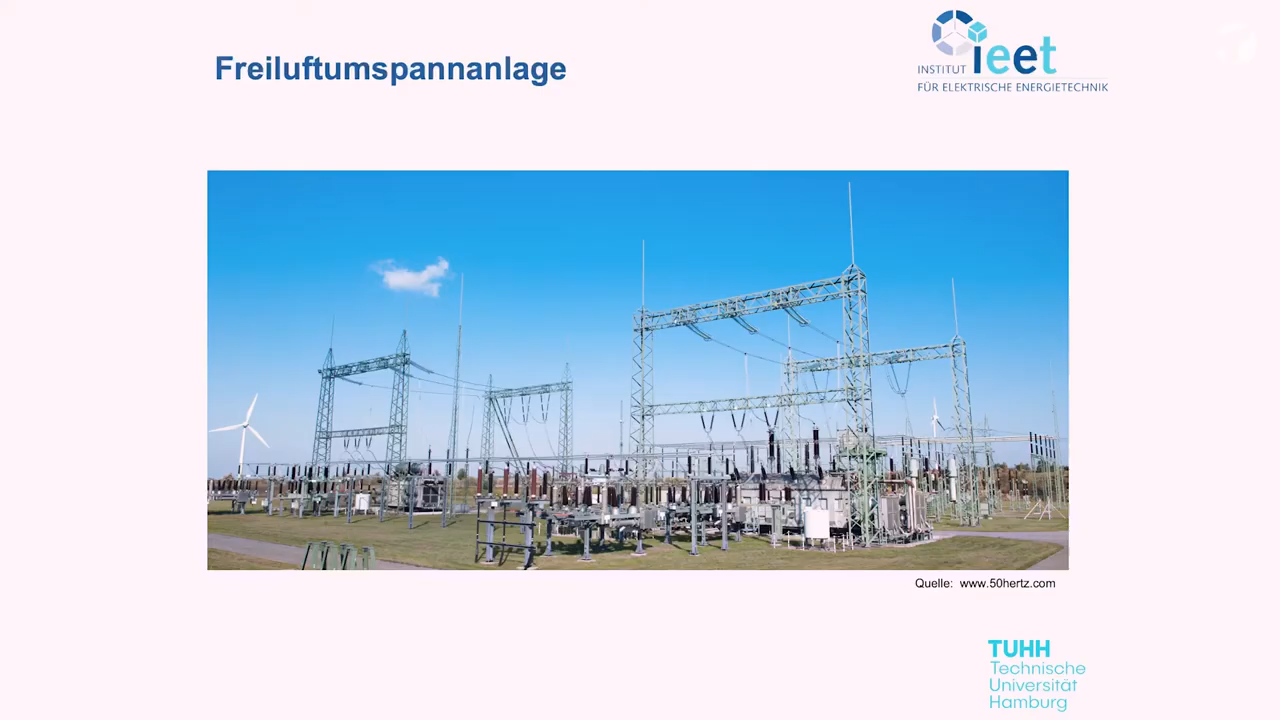 Freiluftumspannanlage
ieet
INSTITUT
FÜR ELEKTRISCHE ENERGIETECHNIK
Quelle: www.50hertz.com
TUHH
Technische
Universität
Hamburg